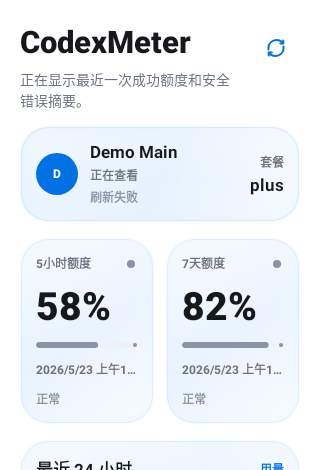 CodexMeter
正在显示最近一次成功额度和安全
错误摘要。
D
Demo Main
正在查看
刷新失败
套餐
plus
5小时额度
58%
2026/5/23 上午1...
正常
7天额度
82%
2026/5/23 上午1...
正常
最近 24 小时
用量